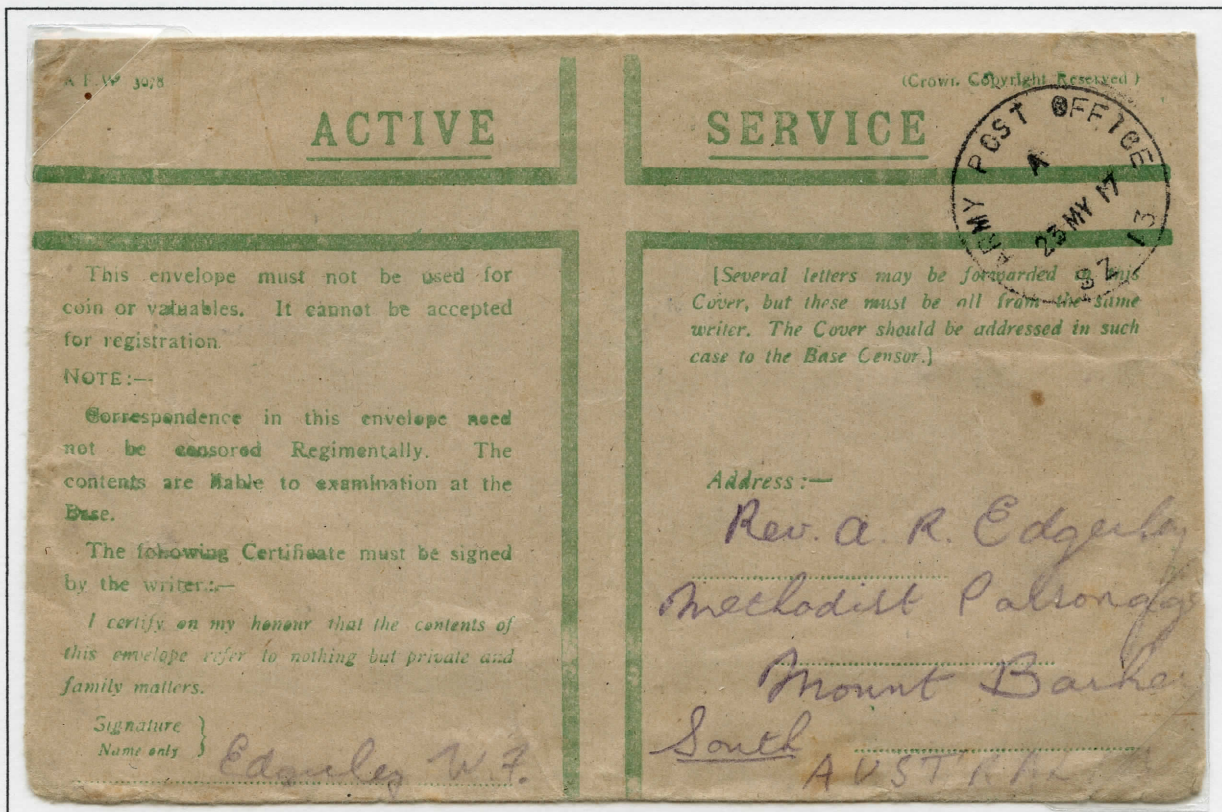 A F.W 3078
(Crown Copyright Reserved)
ACTIVE SERVICE
ARMY POST OFFICE
A
23 MY 17
SZ 13
This envelope must not be used for
coin or valuables. It cannot be accepted
for registration.
NOTE:—
Correspondence in this envelope need
not be censored Regimentally. The
contents are liable to examination at the
Base.
The following Certificate must be signed
by the writer:—
I certify on my honour that the contents of
this envelope refer to nothing but private and
family matters.
Signature }
Name only }
Edgerley W.F.
[Several letters may be forwarded in this
Cover, but these must be all from the same
writer. The Cover should be addressed in such
case to the Base Censor.]
Address:—
Rev. A. R. Edgerley
Methodist Parsonage
Mount Barker
South
AUSTRAL